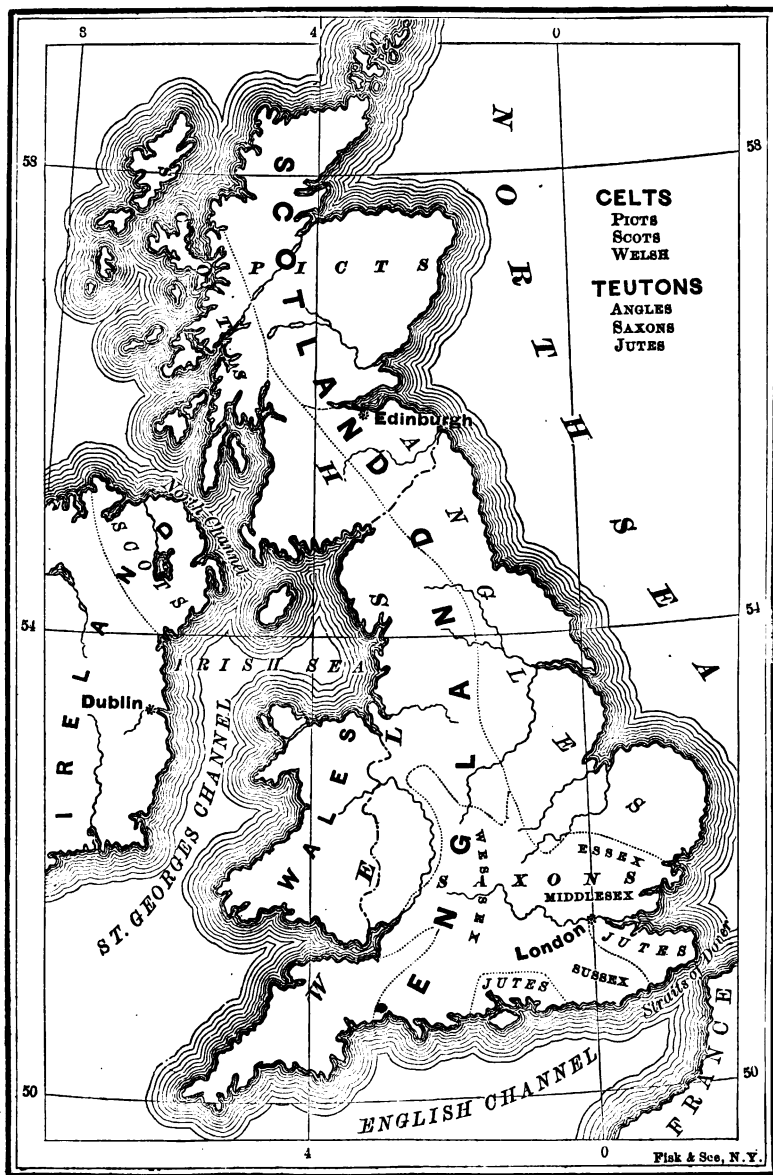 8 4 0
58 58
54 54
50 50
4 0
NORTH SEA
CELTS
PICTS
SCOTS
WELSH
TEUTONS
ANGLES
SAXONS
JUTES
SCOTLAND
PICTS
SCOTS
Edinburgh
North Channel
SCOTS
IRELAND
Dublin
IRISH SEA
ST. GEORGES CHANNEL
WALES
WELSH
ANGLES
ENGLAND
WESSEX
SAXONS
ESSEX
MIDDLESEX
London
JUTES
SUSSEX
JUTES
Straits of Dover
ENGLISH CHANNEL
FRANCE
Fisk & See, N.Y.